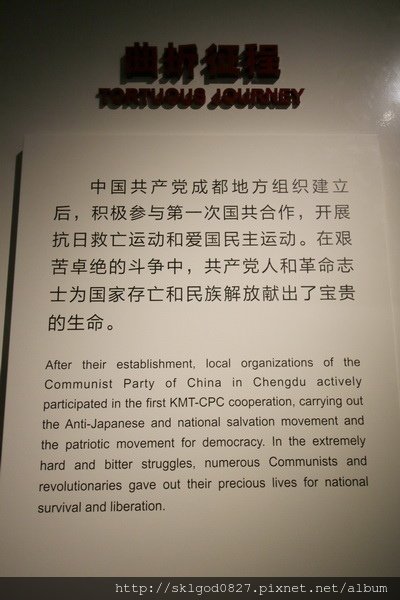 曲折征程
TORTUOUS JOURNEY
中国共产党成都地方组织建立
后，积极参与第一次国共合作，开展
抗日救亡运动和爱国民主运动。在艰
苦卓绝的斗争中，共产党人和革命志
士为国家存亡和民族解放献出了宝贵
的生命。
After their establishment, local organizations of the
Communist Party of China in Chengdu actively
participated in the first KMT-CPC cooperation, carrying out
the Anti-Japanese and national salvation movement and
the patriotic movement for democracy. In the extremely
hard and bitter struggles, numerous Communists and
revolutionaries gave out their precious lives for national
survival and liberation.
http://sklgod0827.pixnet.net/album